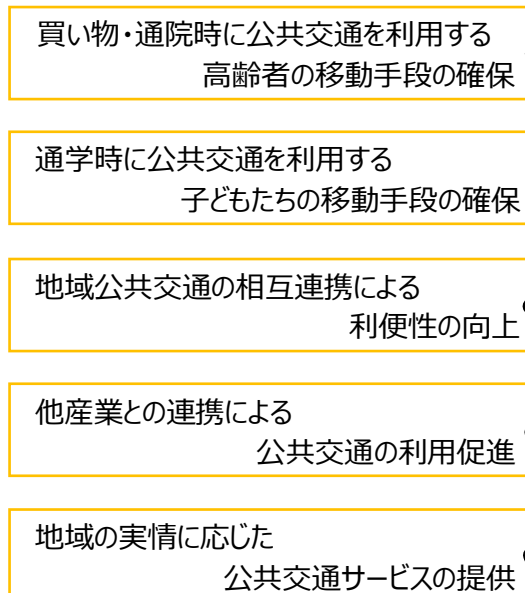 買い物・通院時に公共交通を利用する
高齢者の移動手段の確保
通学時に公共交通を利用する
子どもたちの移動手段の確保
地域公共交通の相互連携による
利便性の向上
他産業との連携による
公共交通の利用促進
地域の実情に応じた
公共交通サービスの提供